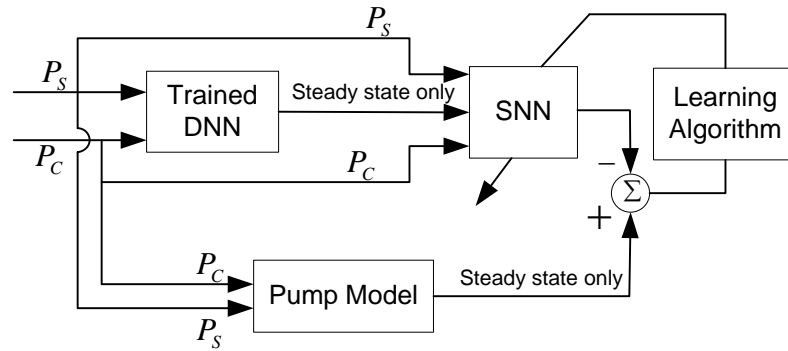 P_S
P_S
Trained
DNN
Steady state only
SNN
Learning
Algorithm
P_C
P_C
−
Σ
+
P_C
Pump Model
Steady state only
P_S